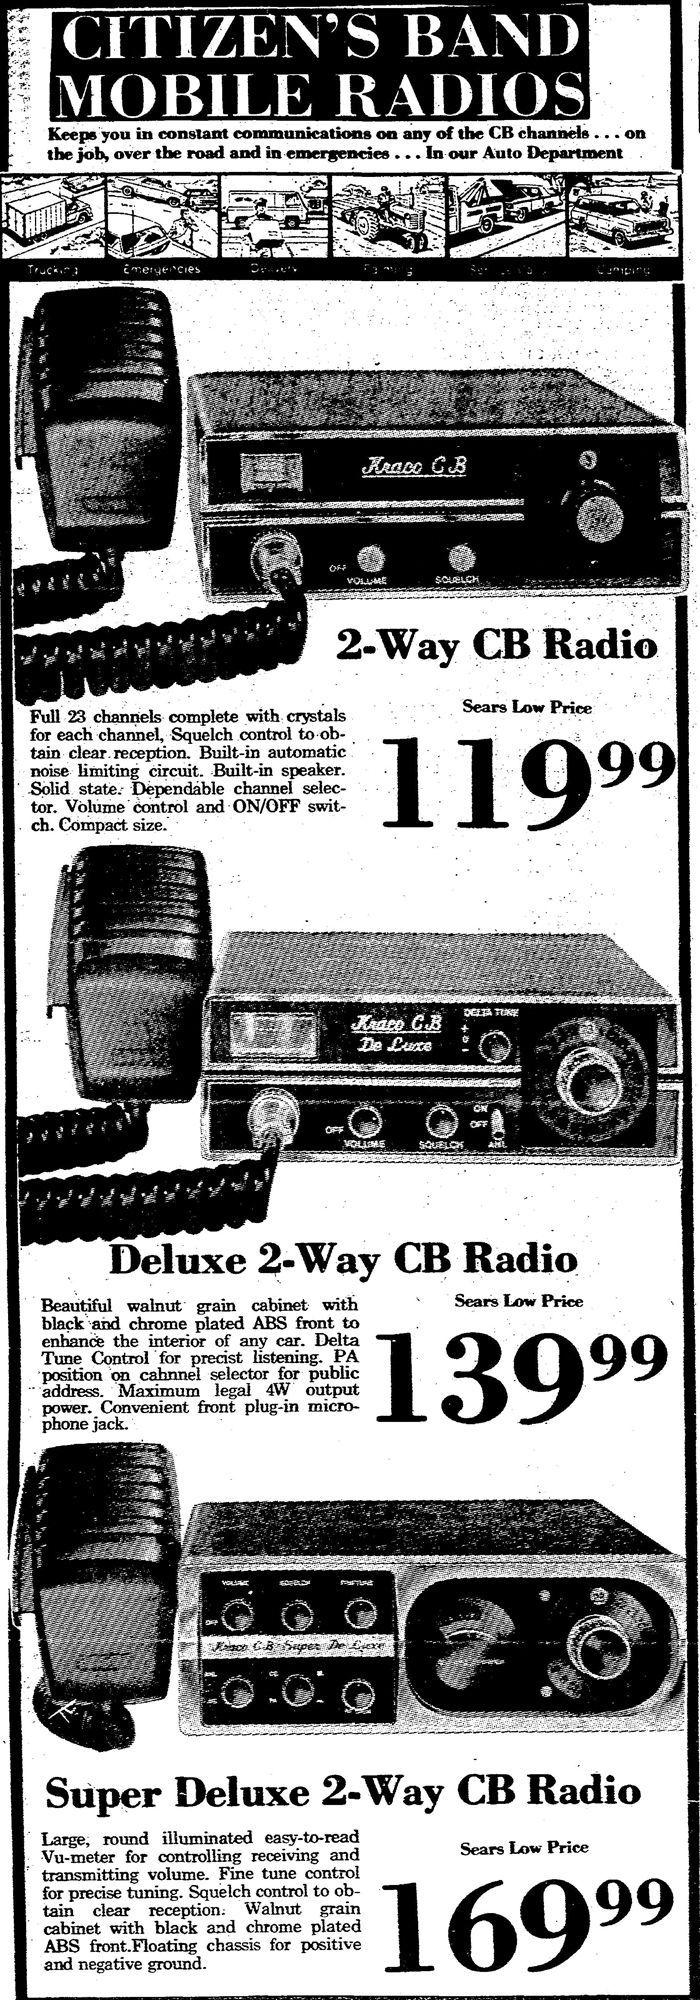 CITIZEN'S BAND
MOBILE RADIOS
Keeps you in constant communications on any of the CB channels . . . on
the job, over the road and in emergencies . . . In our Auto Department
Trucking Emergencies Delivery Farming Camping
Kraco CB
OFF
VOLUME SQUELCH
2-Way CB Radio
Full 23 channels complete with crystals
for each channel, Squelch control to ob-
tain clear reception. Built-in automatic
noise limiting circuit. Built-in speaker.
Solid state. Dependable channel selec-
tor. Volume control and ON/OFF swit-
ch. Compact size.
Sears Low Price
119 99
DELTA TUNE
Kraco CB
De Luxe
+
0
-
ON
OFF OFF
VOLUME SQUELCH ANL
Deluxe 2-Way CB Radio
Beautiful walnut grain cabinet with
black and chrome plated ABS front to
enhance the interior of any car. Delta
Tune Control for precist listening. PA
position on cahnnel selector for public
address. Maximum legal 4W output
power. Convenient front plug-in micro-
phone jack.
Sears Low Price
139 99
VOLUME SQUELCH FINETUNE
OFF
Kraco CB Super De Luxe
Super Deluxe 2-Way CB Radio
Large, round illuminated easy-to-read
Vu-meter for controlling receiving and
transmitting volume. Fine tune control
for precise tuning. Squelch control to ob-
tain clear reception. Walnut grain
cabinet with black and chrome plated
ABS front.Floating chassis for positive
and negative ground.
Sears Low Price
169 99